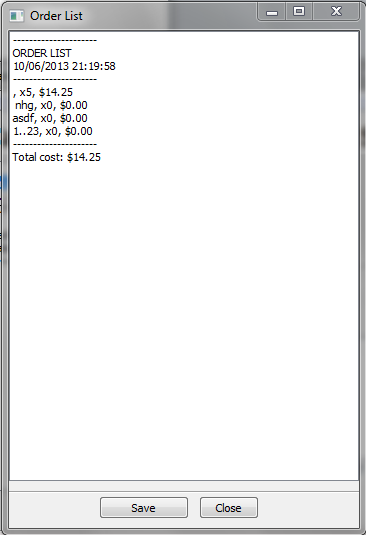 Order List
---------------------
ORDER LIST
10/06/2013 21:19:58
---------------------
, x5, $14.25
nhg, x0, $0.00
asdf, x0, $0.00
1..23, x0, $0.00
---------------------
Total cost: $14.25
Save
Close